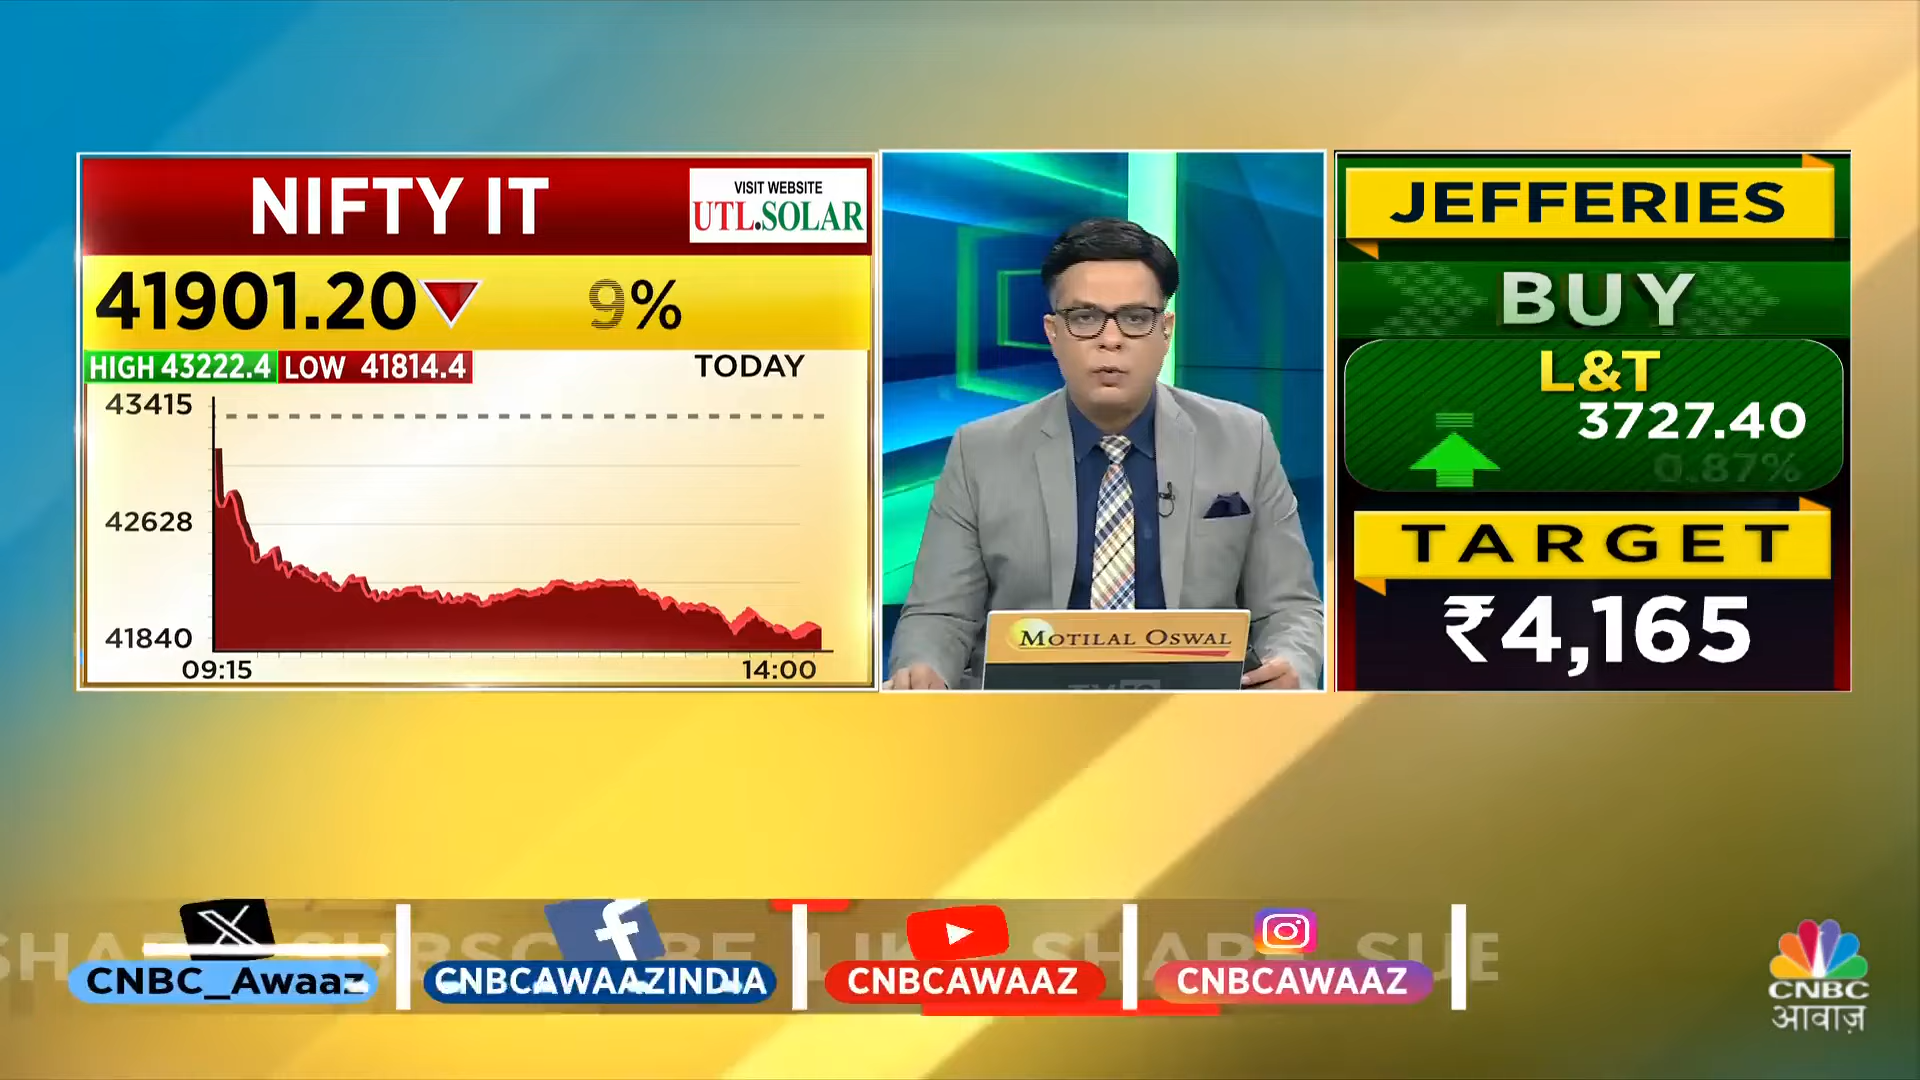 NIFTY IT
VISIT WEBSITE
UTL.SOLAR
41901.20
9%
HIGH 43222.4 LOW 41814.4
TODAY
43415
42628
41840
09:15
14:00
MOTILAL OSWAL
JEFFERIES
BUY
L&T
3727.40
0.87%
TARGET
₹4,165
CNBC_Awaaz
CNBCAWAAZINDIA
CNBCAWAAZ
CNBCAWAAZ
CNBC
आवाज़